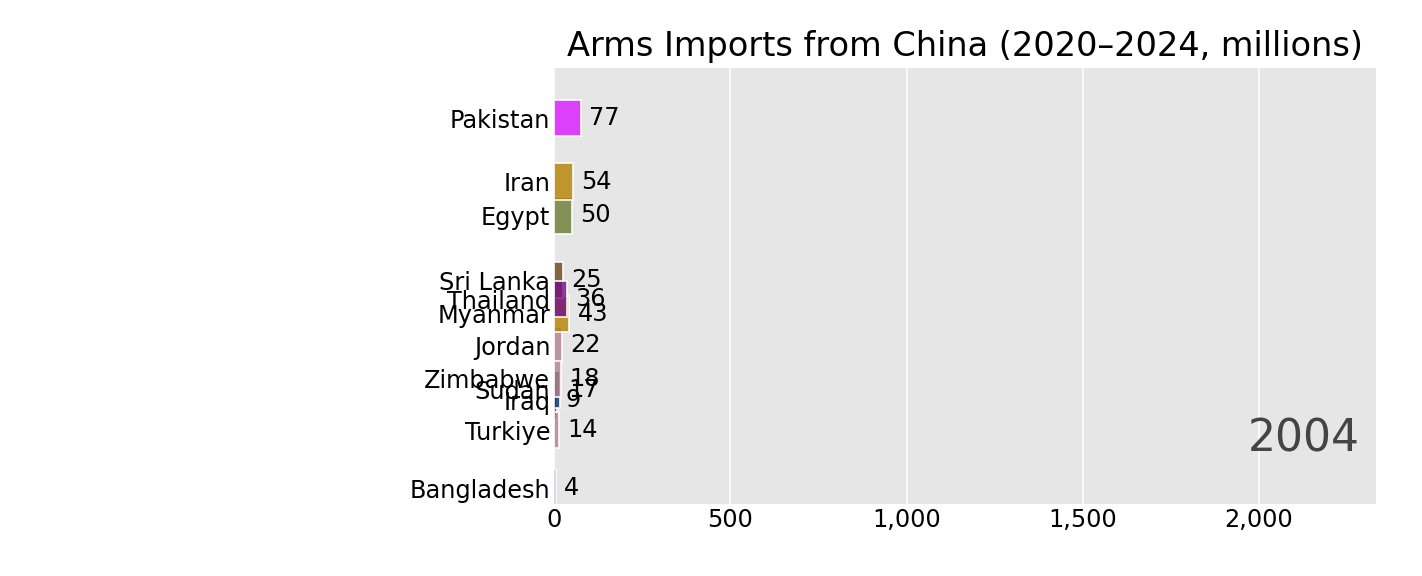 Arms Imports from China (2020–2024, millions)
Pakistan 77
Iran 54
Egypt 50
Sri Lanka 25
Thailand 36
Myanmar 43
Jordan 22
Zimbabwe 18
Sudan 17
Iraq 9
Turkiye 14
2004
Bangladesh 4
0 500 1,000 1,500 2,000